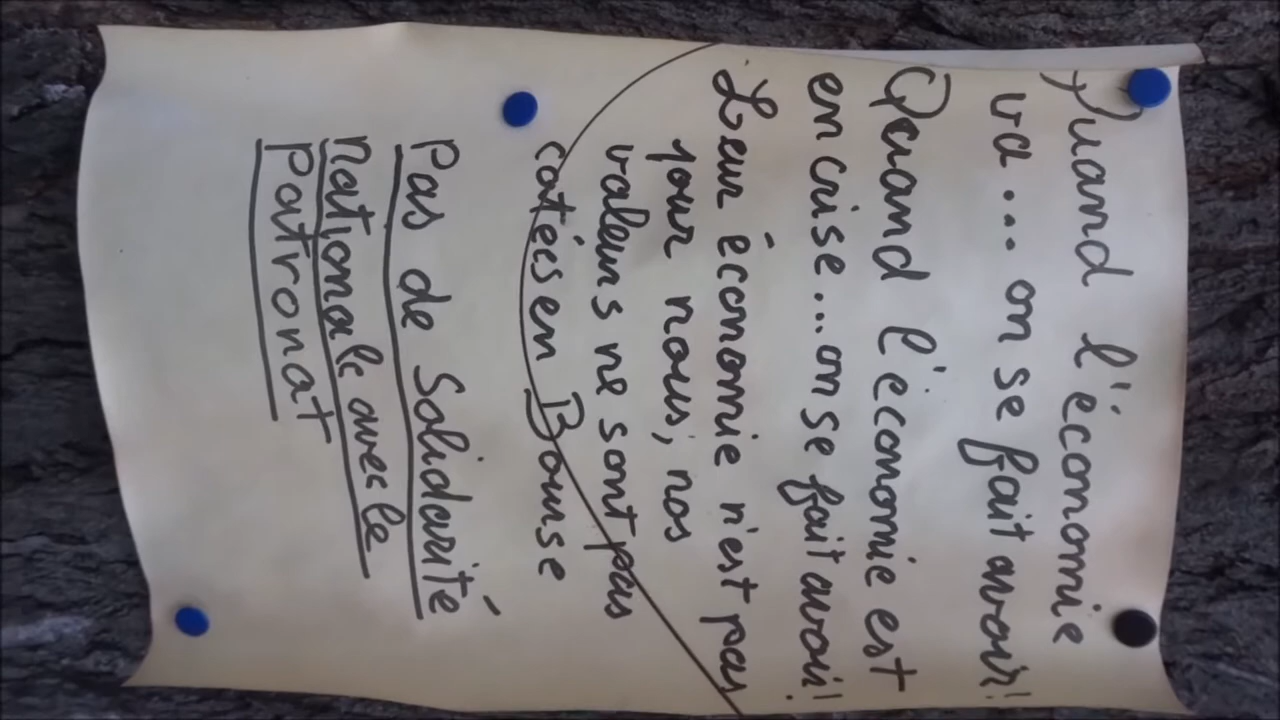 Quand l'économie
va... on se fait avoir!
Quand l'économie est
en crise... on se fait avoir!
Leur économie n'est pas
pour nous, nos
valeurs ne sont pas
cotées en Bourse
Pas de Solidarité
nationale avec le
patronat